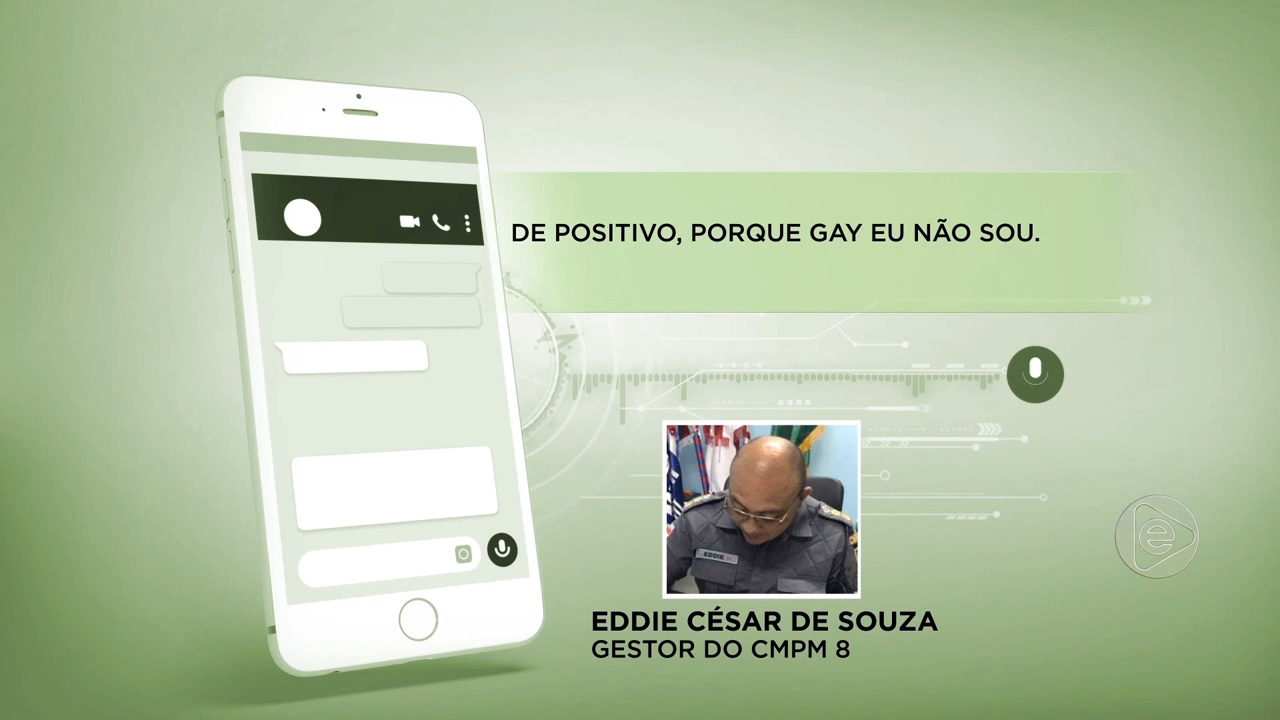 DE POSITIVO, PORQUE GAY EU NÃO SOU.
EDDIE
EDDIE CÉSAR DE SOUZA
GESTOR DO CMPM 8
e